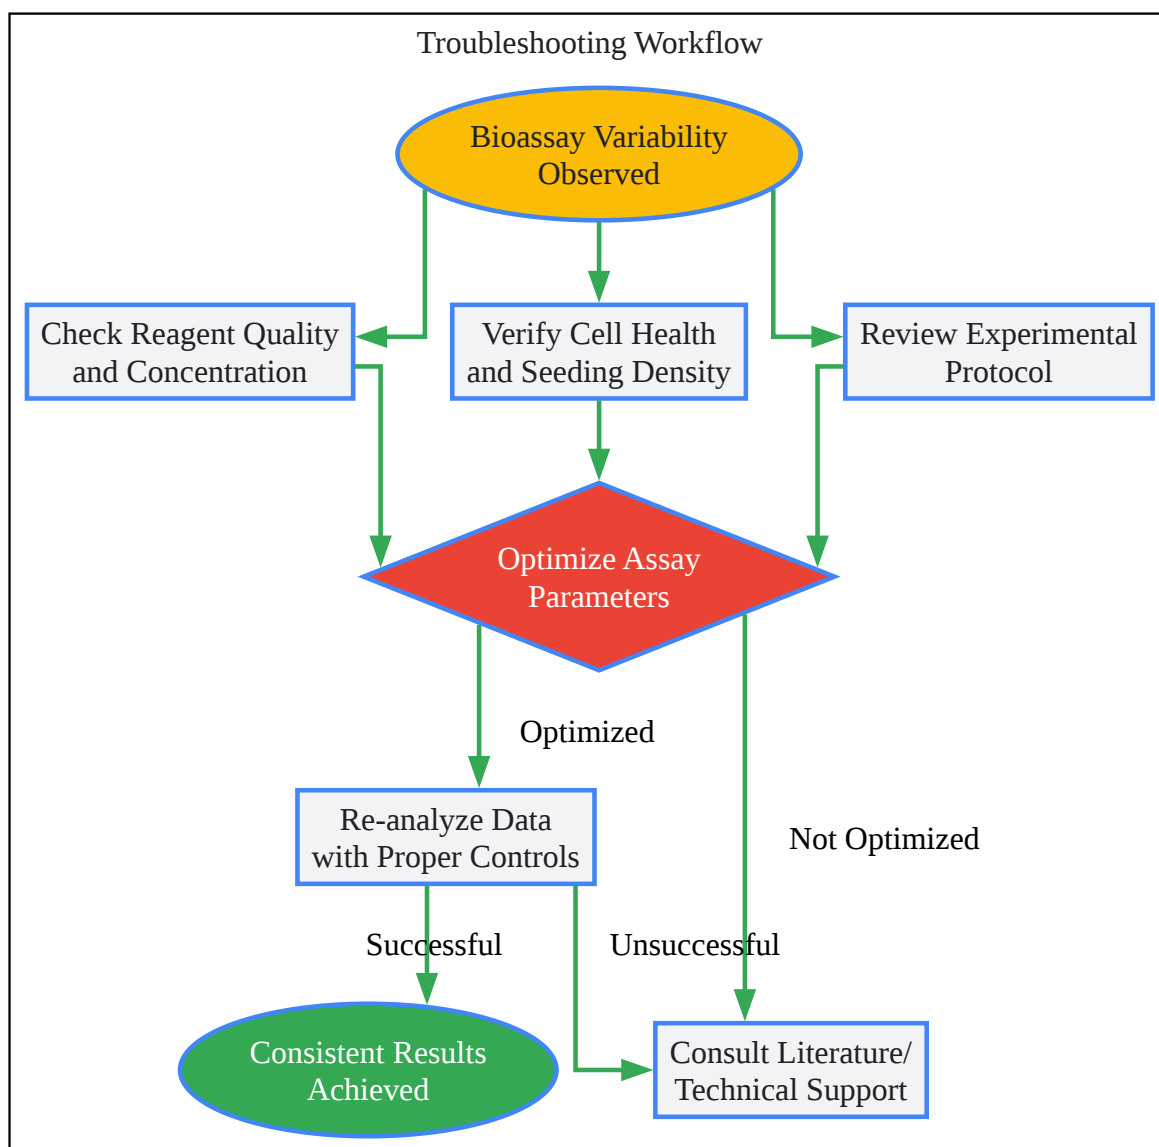 Troubleshooting Workflow
Bioassay Variability
Observed
Check Reagent Quality
and Concentration
Verify Cell Health
and Seeding Density
Review Experimental
Protocol
Optimize Assay
Parameters
Optimized
Re-analyze Data
with Proper Controls
Not Optimized
Successful
Unsuccessful
Consistent Results
Achieved
Consult Literature/
Technical Support